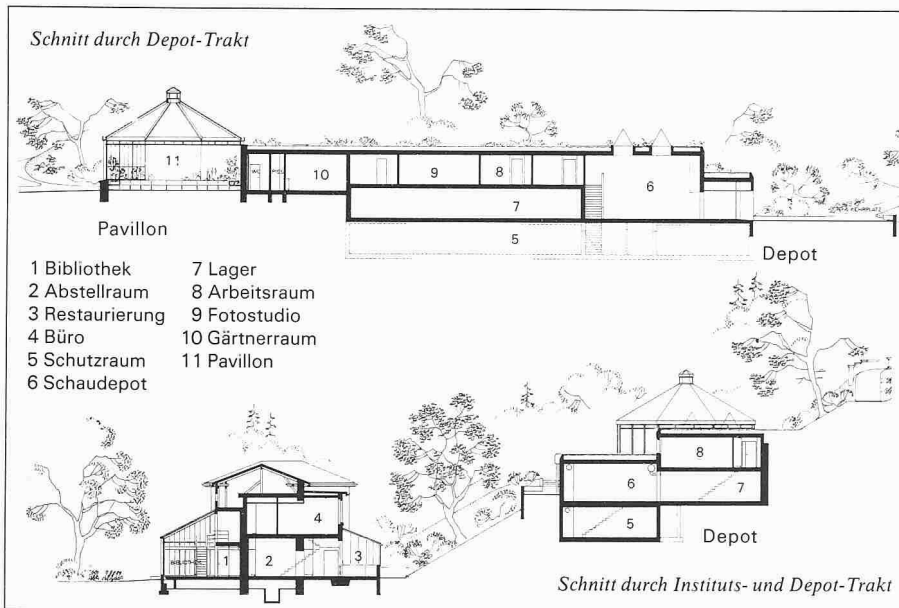 Schnitt durch Depot-Trakt
11
WC
10
9
8
6
7
5
Pavillon
Depot
1 Bibliothek
2 Abstellraum
3 Restaurierung
4 Büro
5 Schutzraum
6 Schaudepot
7 Lager
8 Arbeitsraum
9 Fotostudio
10 Gärtnerraum
11 Pavillon
4
BIBLIOTHEK
1
2
3
8
6
7
5
Depot
Schnitt durch Instituts- und Depot-Trakt